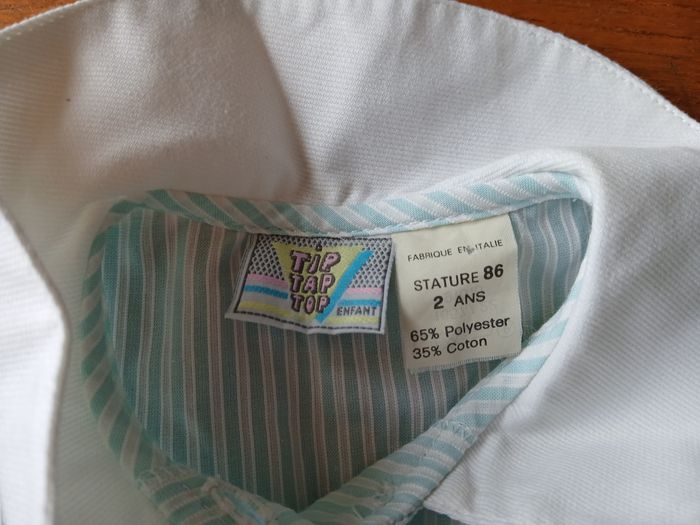 TIP
TAP
TOP
ENFANT
FABRIQUE EN ITALIE
STATURE 86
2 ANS
65% Polyester
35% Coton